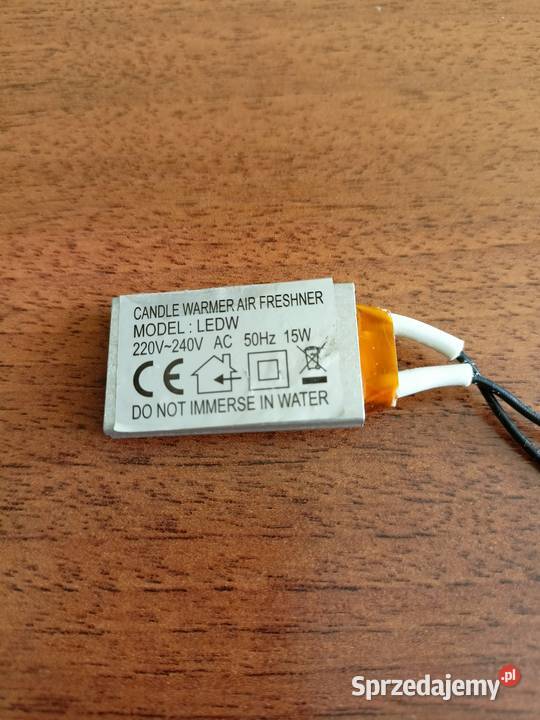 CANDLE WARMER AIR FRESHNER
MODEL : LEDW
220V~240V AC 50Hz 15W
CE
DO NOT IMMERSE IN WATER
Sprzedajemy.pl